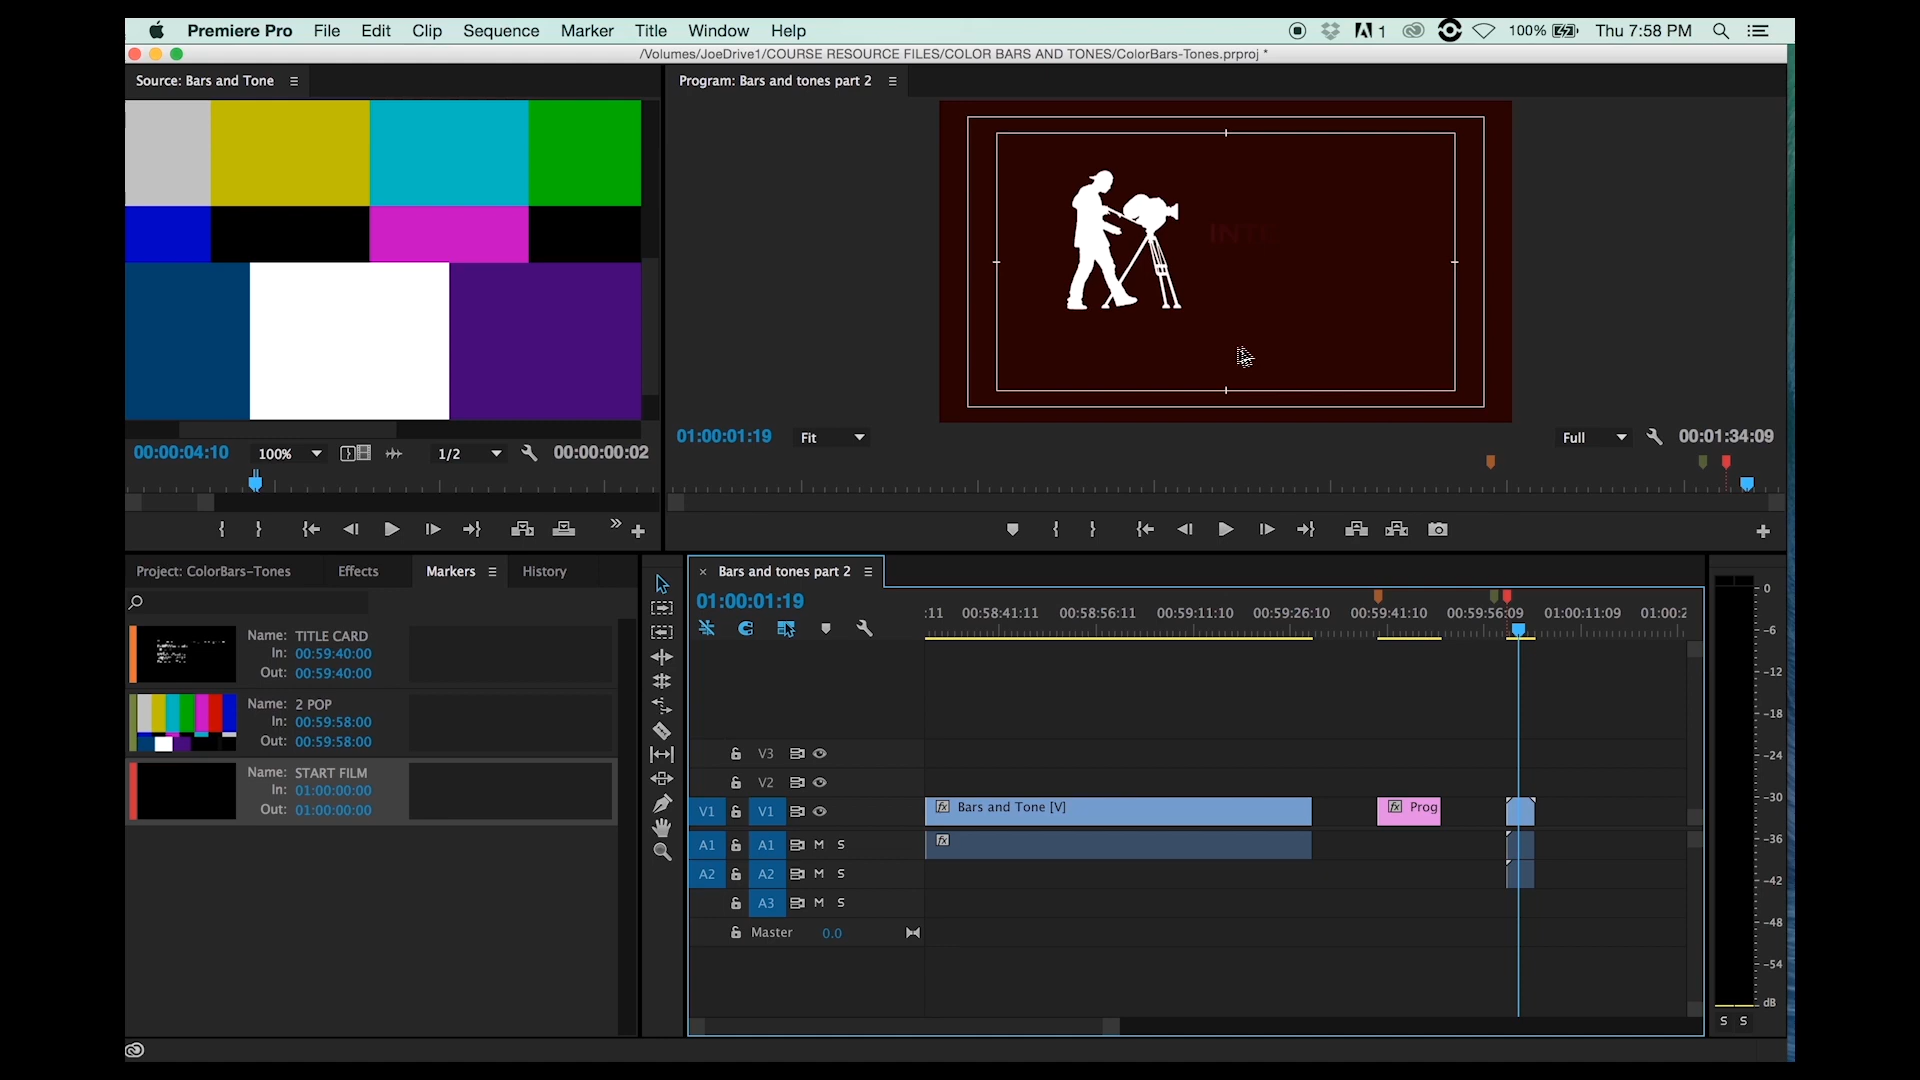 Premiere Pro File Edit Clip Sequence Marker Title Window Help
1 100% Thu 7:58 PM
/Volumes/JoeDrive1/COURSE RESOURCE FILES/COLOR BARS AND TONES/ColorBars-Tones.prproj *
Source: Bars and Tone
Program: Bars and tones part 2
00:00:04:10 100% 1/2 00:00:00:02
01:00:01:19 Fit Full 00:01:34:09
Project: ColorBars-Tones Effects Markers History
Name: TITLE CARD
In: 00:59:40:00
Out: 00:59:40:00
Name: 2 POP
In: 00:59:58:00
Out: 00:59:58:00
Name: START FILM
In: 01:00:00:00
Out: 01:00:00:00
× Bars and tones part 2
01:00:01:19
:11 00:58:41:11 00:58:56:11 00:59:11:10 00:59:26:10 00:59:41:10 00:59:56:09 01:00:11:09 01:00:2
V3
V2
V1 V1 fx Bars and Tone [V] fx Prog
A1 A1 M S fx
A2 A2 M S
A3 M S
Master 0.0
0
-6
-12
-18
-24
-30
-36
-42
-48
-54
dB
S S